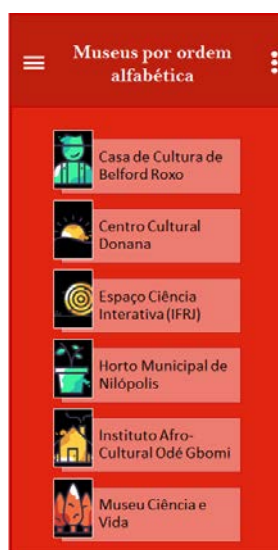 Museus por ordem
alfabética
Casa de Cultura de
Belford Roxo
Centro Cultural
Donana
Espaço Ciência
Interativa (IFRJ)
Horto Municipal de
Nilópolis
Instituto Afro-
Cultural Odé Gbomi
Museu Ciência e
Vida